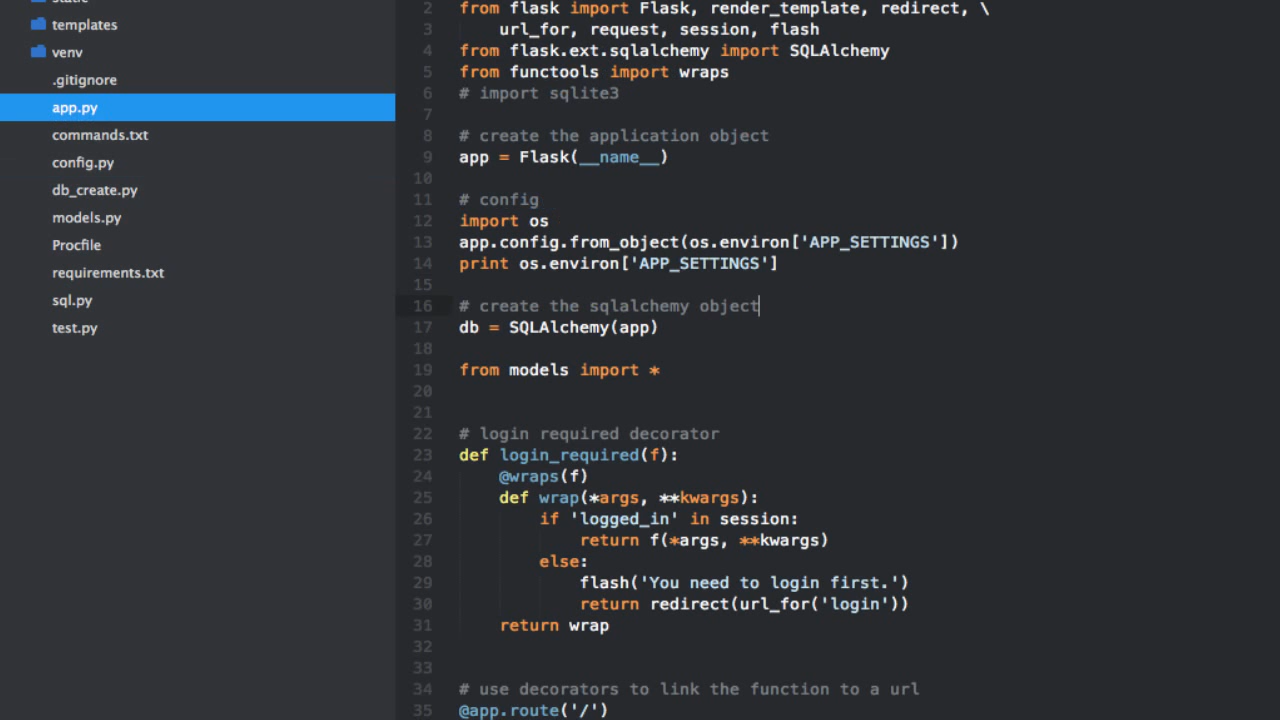 static
templates
venv
.gitignore
app.py
commands.txt
config.py
db_create.py
models.py
Procfile
requirements.txt
sql.py
test.py
2 from flask import Flask, render_template, redirect, \
3     url_for, request, session, flash
4 from flask.ext.sqlalchemy import SQLAlchemy
5 from functools import wraps
6 # import sqlite3
7
8 # create the application object
9 app = Flask(__name__)
10
11 # config
12 import os
13 app.config.from_object(os.environ['APP_SETTINGS'])
14 print os.environ['APP_SETTINGS']
15
16 # create the sqlalchemy object
17 db = SQLAlchemy(app)
18
19 from models import *
20
21
22 # login required decorator
23 def login_required(f):
24     @wraps(f)
25     def wrap(*args, **kwargs):
26         if 'logged_in' in session:
27             return f(*args, **kwargs)
28         else:
29             flash('You need to login first.')
30             return redirect(url_for('login'))
31     return wrap
32
33
34 # use decorators to link the function to a url
35 @app.route('/')